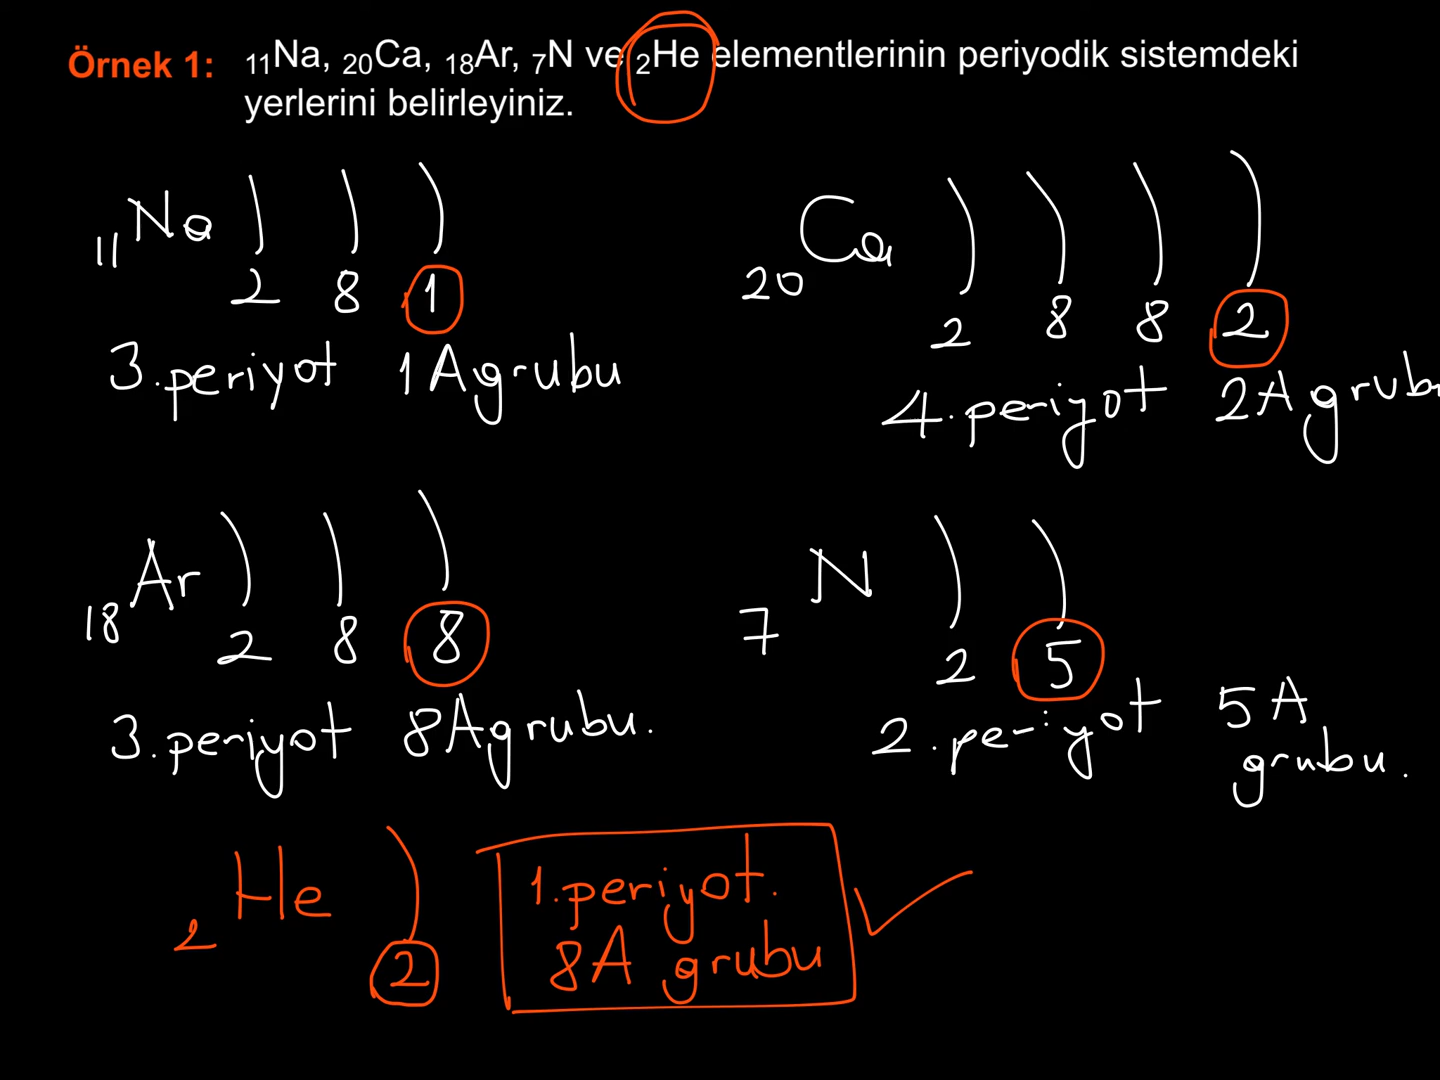 Örnek 1: ₁₁Na, ₂₀Ca, ₁₈Ar, ₇N ve ₂He elementlerinin periyodik sistemdeki
yerlerini belirleyiniz.
₁₁Na ) ) )
2 8 1
3. periyot 1A grubu
₂₀Ca ) ) ) )
2 8 8 2
4. periyot 2A grub
₁₈Ar ) ) )
2 8 8
3. periyot 8A grubu.
₇N ) )
2 5
2. periyot 5A
grubu.
₂He )
2
1. periyot.
8A grubu